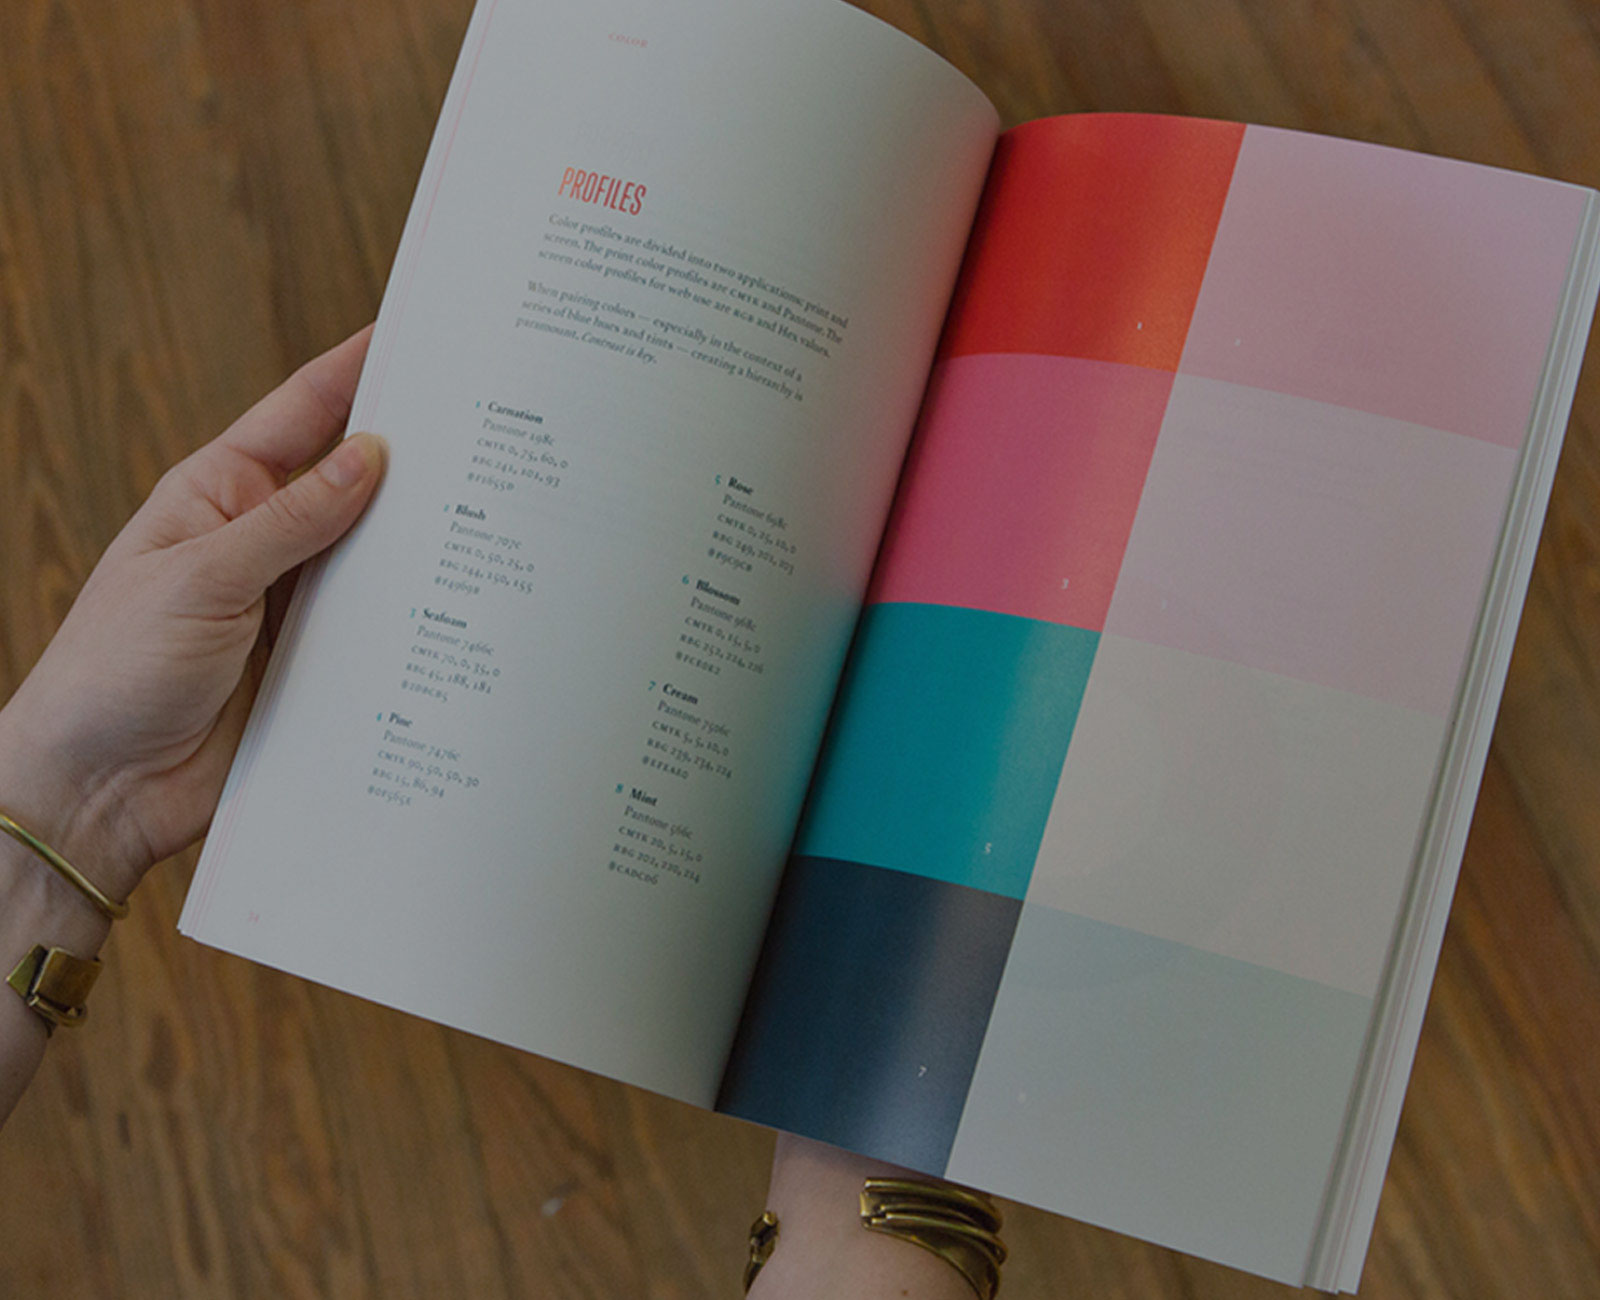 COLOR
PROFILES
Color profiles are divided into two applications: print and
screen. The print color profiles are CMYK and Pantone. The
screen color profiles for web use are RGB and Hex values.
When pairing colors — especially in the context of a
series of blue hues and tints — creating a hierarchy is
paramount. Contrast is key.
1 Carnation
Pantone 198c
CMYK 0, 75, 60, 0
RBG 241, 101, 93
#F1655D
2 Blush
Pantone 707c
CMYK 0, 50, 25, 0
RBG 244, 150, 155
#F4969B
3 Seafoam
Pantone 7466c
CMYK 70, 0, 35, 0
RBG 45, 188, 181
#2DBCB5
4 Pine
Pantone 7476c
CMYK 90, 50, 50, 30
RBG 15, 86, 94
#0F565E
5 Rose
Pantone 698c
CMYK 0, 25, 10, 0
RBG 249, 201, 203
#F9C9CB
6 Blossom
Pantone 968c
CMYK 0, 15, 5, 0
RBG 252, 224, 226
#FCE0E2
7 Cream
Pantone 7506c
CMYK 5, 5, 10, 0
RBG 239, 234, 224
#EFEAE0
8 Mint
Pantone 566c
CMYK 20, 5, 15, 0
RBG 202, 220, 214
#CADCD6
34
1
2
3
5
7
8